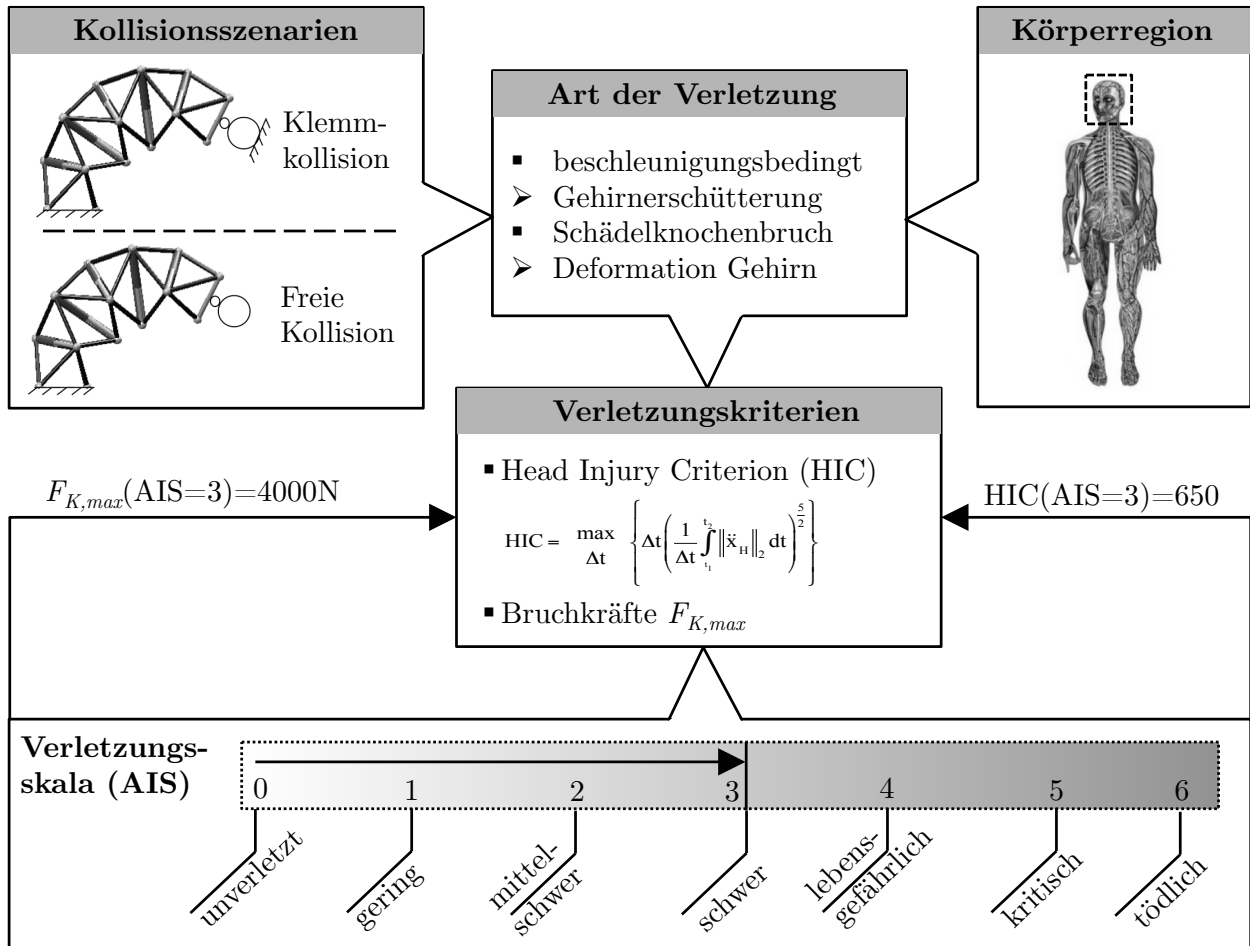 Kollisionsszenarien
Klemm-
kollision
Freie
Kollision
Art der Verletzung
▪ beschleunigungsbedingt
➢ Gehirnerschütterung
▪ Schädelknochenbruch
➢ Deformation Gehirn
Körperregion
Verletzungskriterien
▪ Head Injury Criterion (HIC)
HIC = max Δt { Δt ( 1/Δt ∫ t₁ t₂ ‖ẍ_H‖₂ dt )^(5/2) }
▪ Bruchkräfte F_K,max
F_K,max(AIS=3)=4000N
HIC(AIS=3)=650
Verletzungs-
skala (AIS)
0 1 2 3 4 5 6
unverletzt
gering
mittel-
schwer
schwer
lebens-
gefährlich
kritisch
tödlich